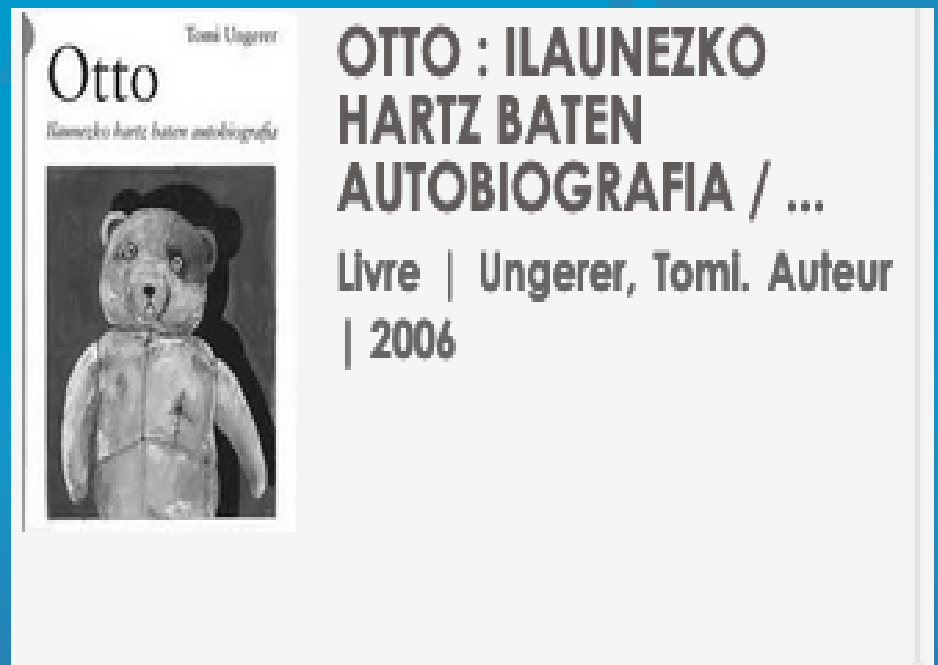 Tomi Ungerer
Otto
Ilaunezko hartz baten autobiografia
OTTO : ILAUNEZKO
HARTZ BATEN
AUTOBIOGRAFIA / ...
Livre | Ungerer, Tomi. Auteur
| 2006